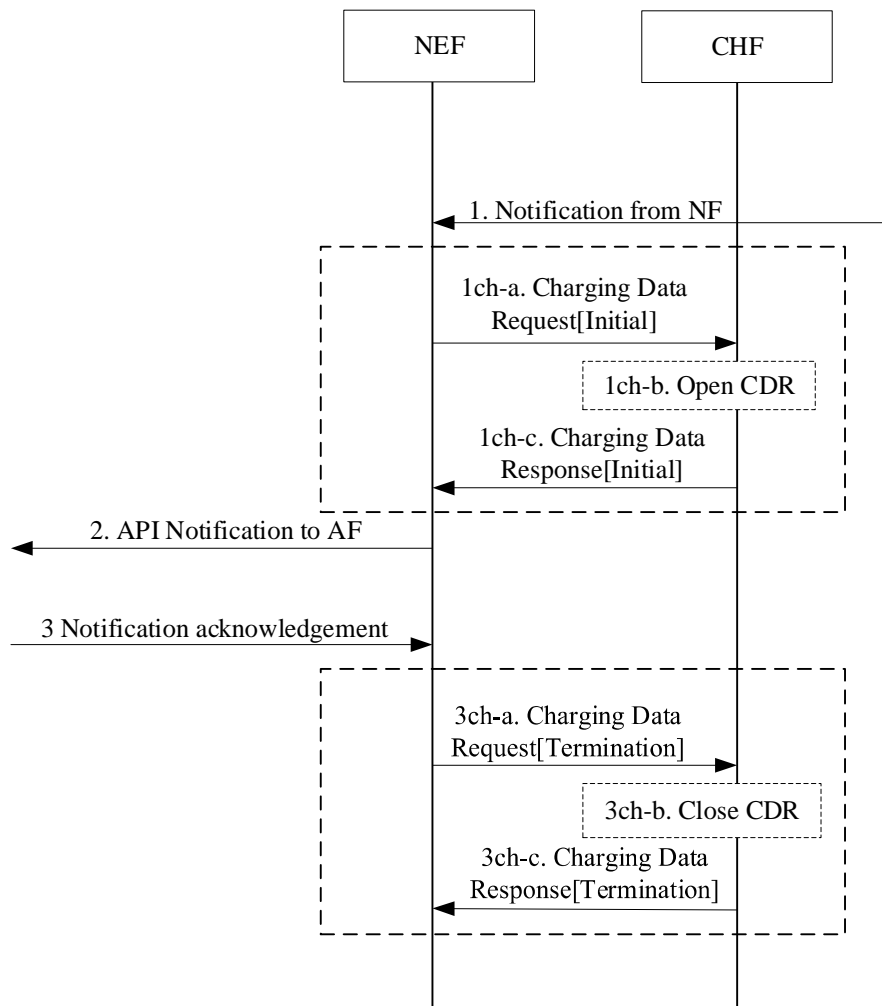 NEF
CHF
1. Notification from NF
1ch-a. Charging Data
Request[Initial]
1ch-b. Open CDR
1ch-c. Charging Data
Response[Initial]
2. API Notification to AF
3 Notification acknowledgement
3ch-a. Charging Data
Request[Termination]
3ch-b. Close CDR
3ch-c. Charging Data
Response[Termination]